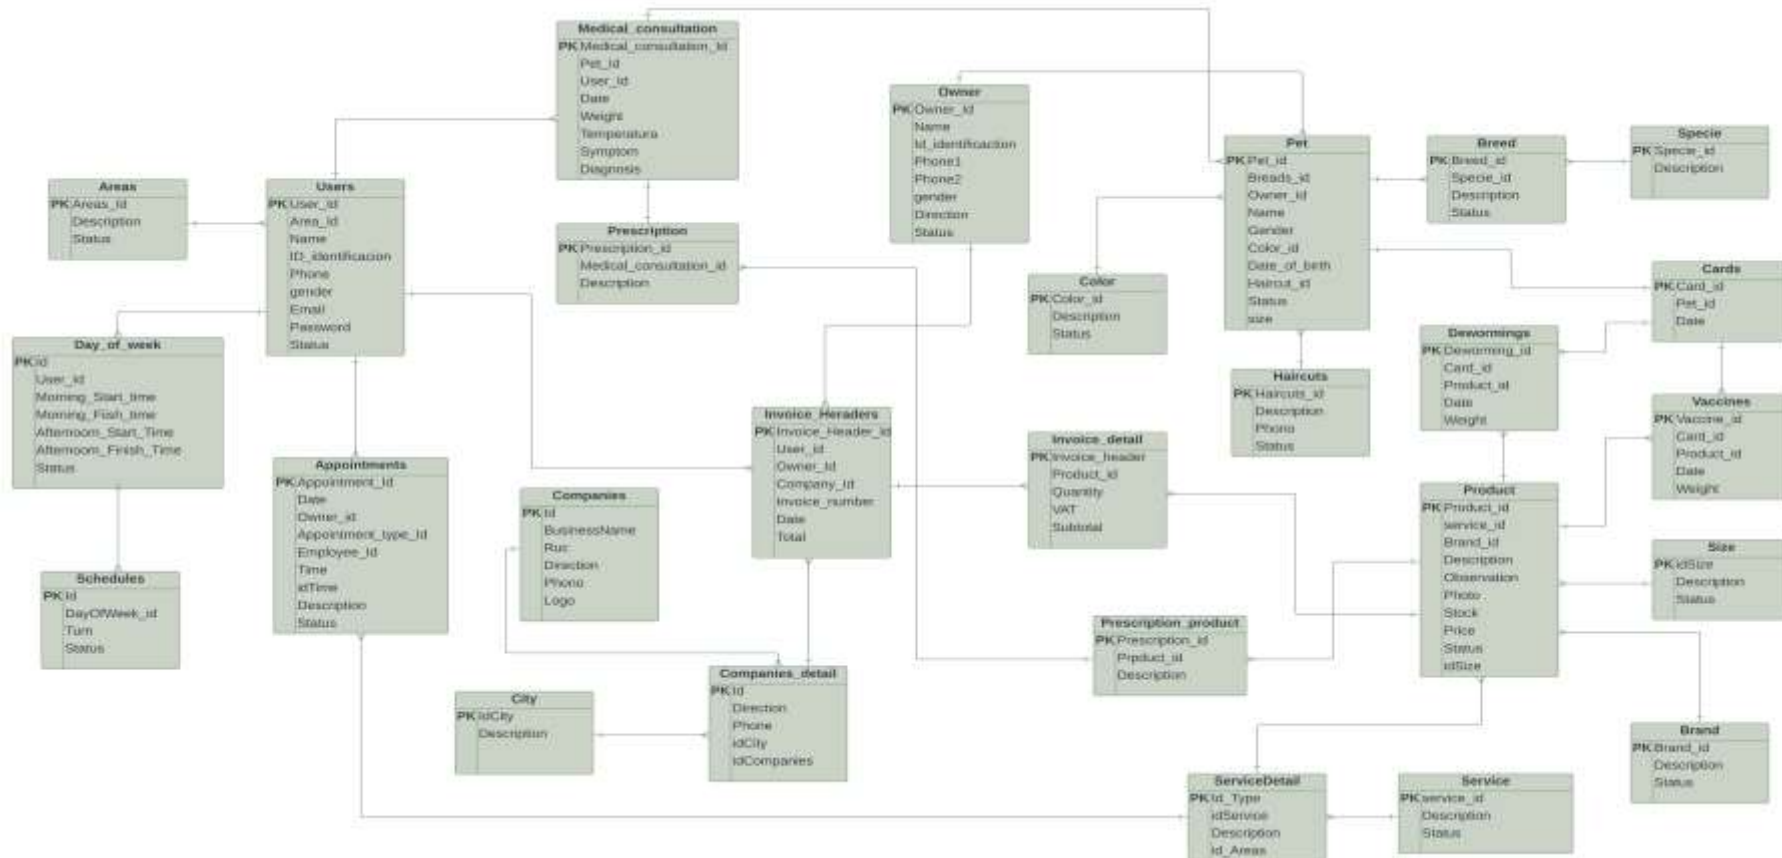 Medical_consultation
PK Medical_consultation_Id
Pet_Id
User_Id
Date
Weight
Temperatura
Symptom
Diagnosis
Owner
PK Owner_Id
Name
Id_identificaction
Phone1
Phone2
gender
Direction
Status
Pet
PK Pet_id
Breads_id
Owner_id
Name
Gender
Color_id
Date_of_birth
Haircut_id
Status
size
Breed
PK Breed_id
Specie_id
Description
Status
Specie
PK Specie_id
Description
Areas
PK Areas_Id
Description
Status
Users
PK User_Id
Area_Id
Name
ID_identificacion
Phone
gender
Email
Password
Status
Prescription
PK Prescription_id
Medical_consultation_id
Description
Color
PK Color_id
Description
Status
Cards
PK Card_id
Pet_id
Date
Day_of_week
PK id
User_Id
Morning_Start_time
Morning_Fiish_time
Afternoom_Start_Time
Afternoom_Finish_Time
Status
Dewormings
PK Deworming_id
Card_id
Product_id
Date
Weight
Haircuts
PK Haircuts_id
Description
Phono
Status
Vaccines
PK Vaccine_id
Card_id
Product_id
Date
Weight
Invoice_Heraders
PK Invoice_Header_Id
User_id
Owner_Id
Company_Id
Invoice_number
Date
Total
Invoice_detail
PK Invoice_header
Product_id
Quantity
VAT
Subtotal
Appointments
PK Appointment_Id
Date
Owner_id
Appointment_type_Id
Employee_Id
Time
idTime
Description
Status
Companies
PK Id
BusinessName
Ruc
Direction
Phono
Logo
Product
PK Product_id
service_id
Brand_id
Description
Observation
Photo
Stock
Price
Status
idSize
Size
PK idSize
Description
Status
Schedules
PK Id
DayOfWeek_id
Turn
Status
Prescription_product
PK Prescription_id
Prpduct_id
Description
Companies_detail
PK Id
Direction
Phone
idCity
idCompanies
City
PK IdCity
Description
Brand
PK Brand_id
Description
Status
ServiceDetail
PK Id_Type
idService
Description
id_Areas
Service
PK service_id
Description
Status